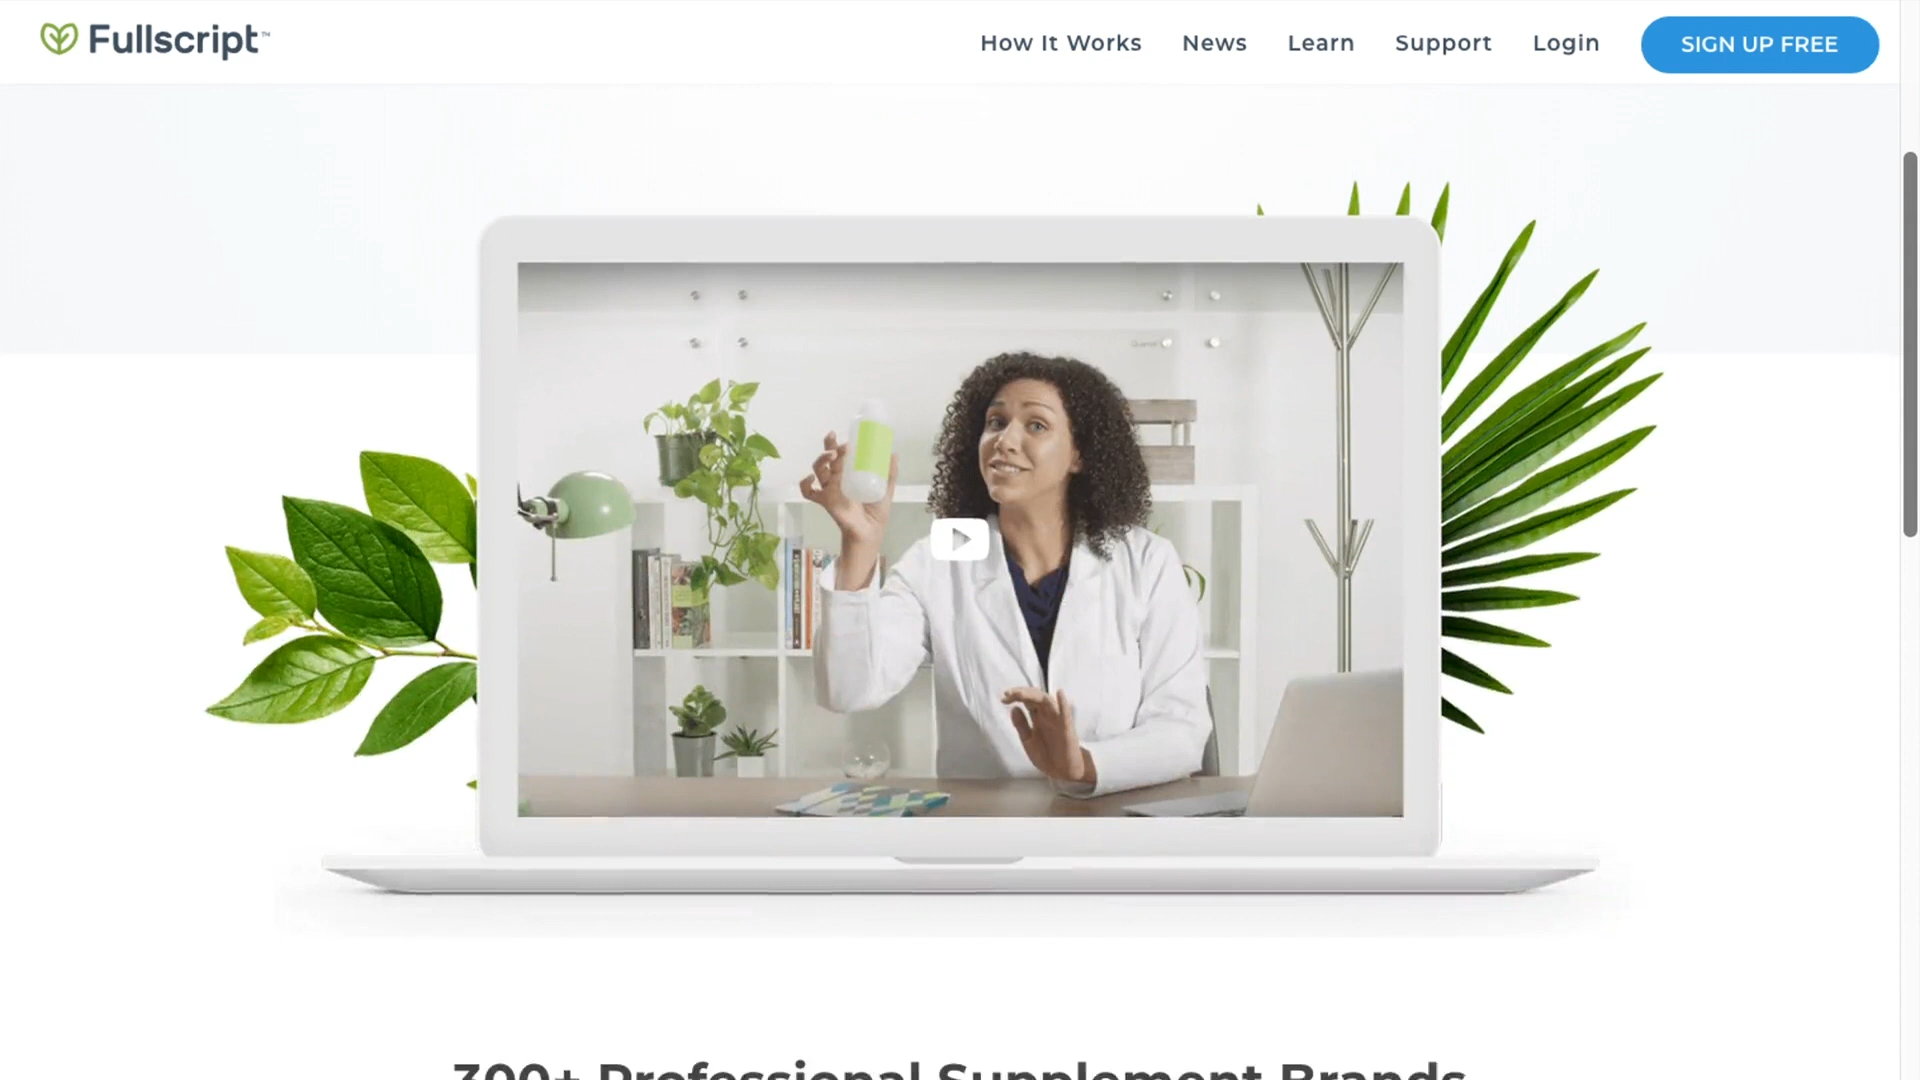 Fullscript™
How It Works
News
Learn
Support
Login
SIGN UP FREE
300+ Professional Supplement Brands